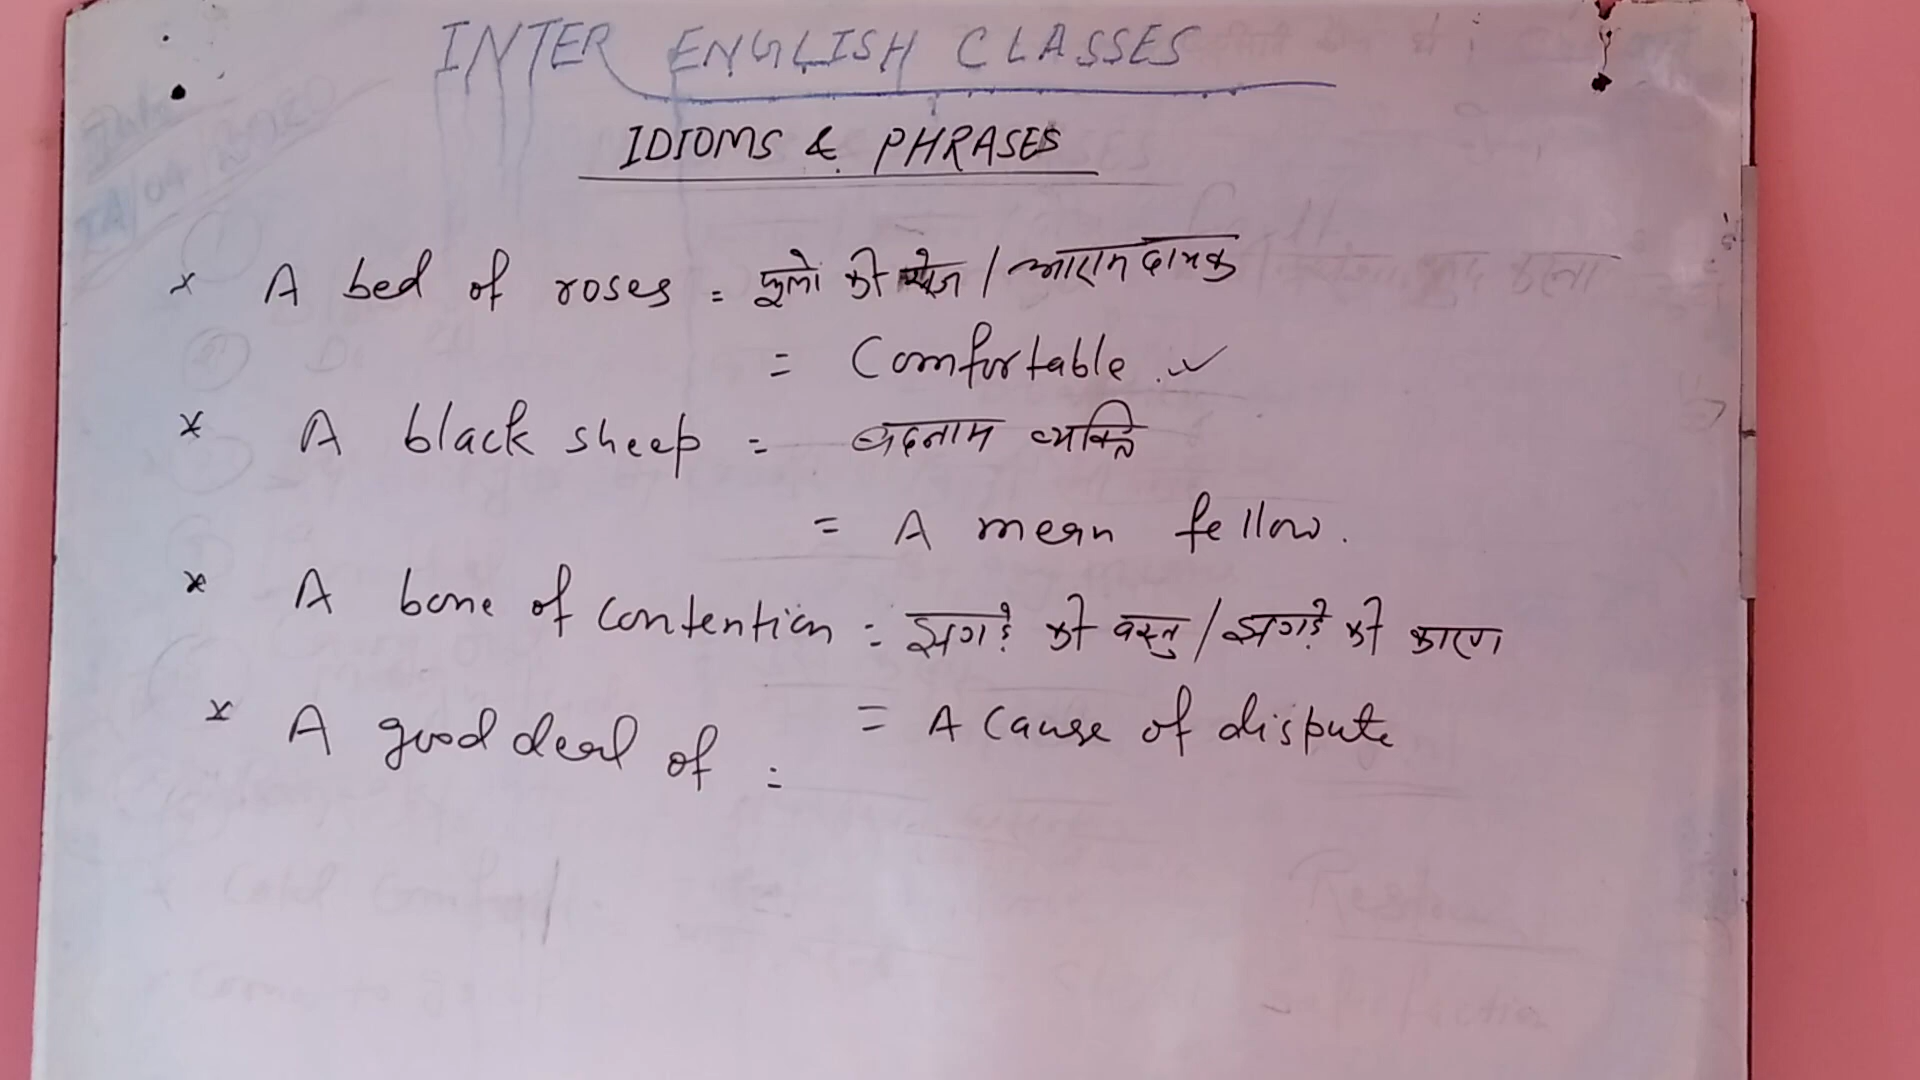 INTER ENGLISH CLASSES
IDIOMS & PHRASES
* A bed of roses = फूलो की सेज / आरामदायक
= Comfortable.
* A black sheep = बदनाम व्यक्ति
= A mean fellow.
* A bone of contention = झगड़े की वस्तु / झगड़े की कारण
= A cause of dispute
* A good deal of =